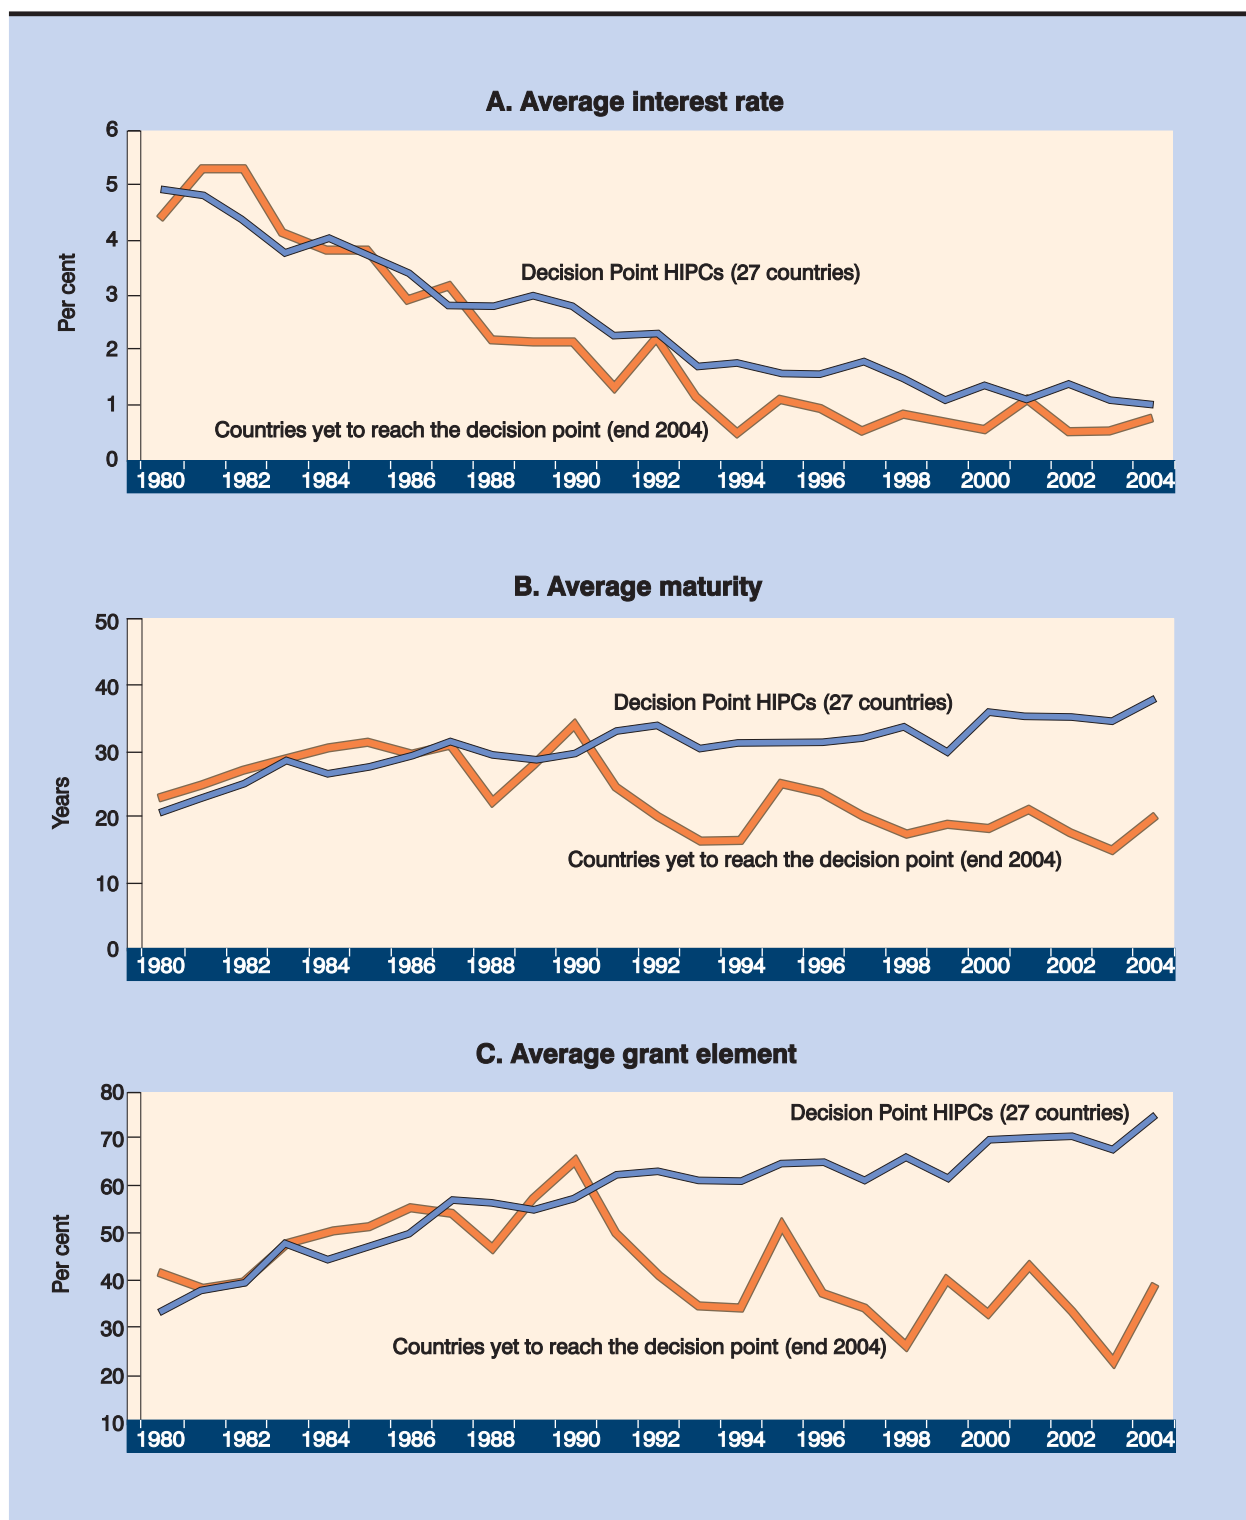 A. Average interest rate
6
5
4
3
2
1
0
Per cent
Decision Point HIPCs (27 countries)
Countries yet to reach the decision point (end 2004)
1980 1982 1984 1986 1988 1990 1992 1994 1996 1998 2000 2002 2004
B. Average maturity
50
40
30
20
10
0
Years
Decision Point HIPCs (27 countries)
Countries yet to reach the decision point (end 2004)
1980 1982 1984 1986 1988 1990 1992 1994 1996 1998 2000 2002 2004
C. Average grant element
80
70
60
50
40
30
20
10
Per cent
Decision Point HIPCs (27 countries)
Countries yet to reach the decision point (end 2004)
1980 1982 1984 1986 1988 1990 1992 1994 1996 1998 2000 2002 2004